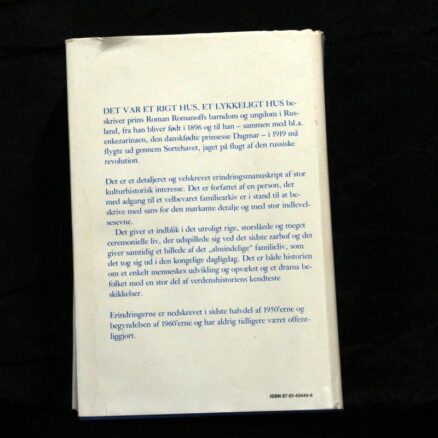 DET VAR ET RIGT HUS, ET LYKKELIGT HUS be-
skriver prins Roman Romanoffs barndom og ungdom i Rus-
land, fra han bliver født i 1896 og til han – sammen med bl.a.
enkezarinaen, den danskfødte prinsesse Dagmar – i 1919 må
flygte ud gennem Sortehavet, jaget på flugt af den russiske
revolution.
Det er et detaljeret og velskrevet erindringsmanuskript af stor
kulturhistorisk interesse. Det er forfattet af en person, der
med adgang til et velbevaret familiearkiv er i stand til at be-
skrive med sans for den markante detalje og med stor indlevel-
sesevne.
Det giver et indblik i det utroligt rige, storslåede og meget
ceremonielle liv, der udspillede sig ved det sidste zarhof og det
giver samtidig et billede af det „almindelige" familieliv, som
det tog sig ud i den kongelige dagligdag. Det er både historien
om et enkelt menneskes udvikling og opvækst og et drama be-
folket med en stor del af verdenshistoriens kendteste
skikkelser.
Erindringerne er nedskrevet i sidste halvdel af 1950'erne og
begyndelsen af 1960'erne og har aldrig tidligere været offent-
liggjort.
ISBN 87-01-43444-6